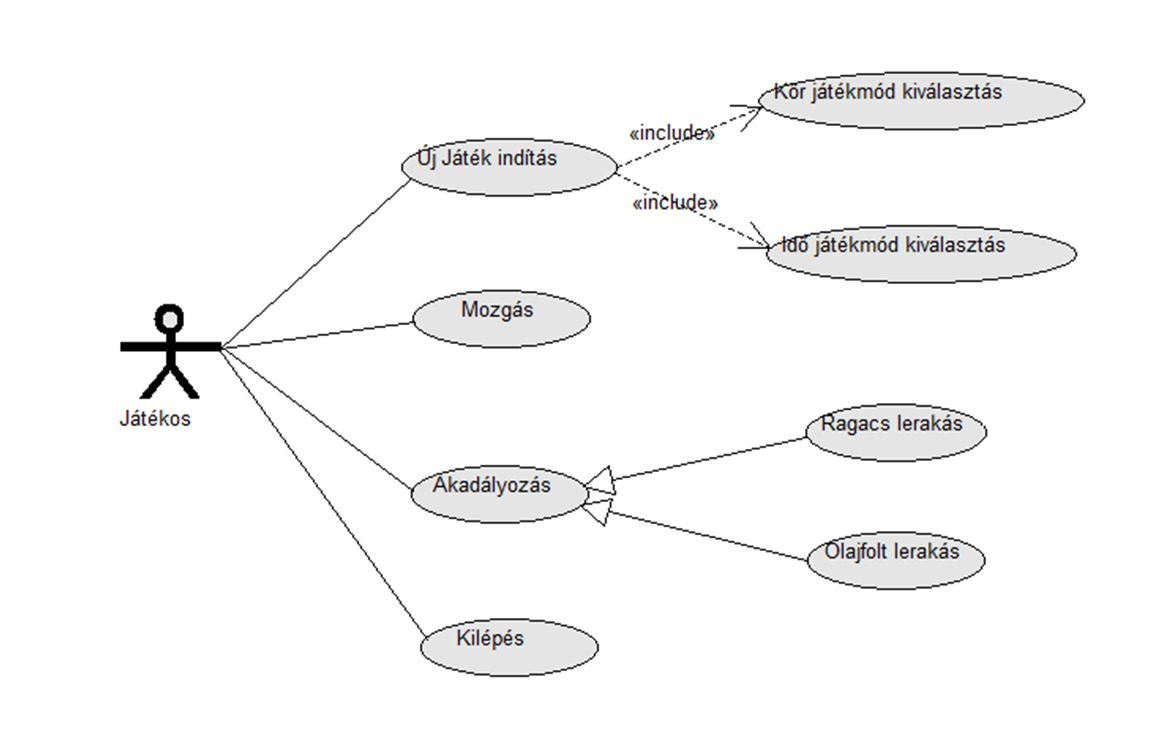 Kör játékmód kiválasztás
«include»
Új Játék indítás
«include»
Idő játékmód kiválasztás
Mozgás
Játékos
Ragacs lerakás
Akadályozás
Olajfolt lerakás
Kilépés